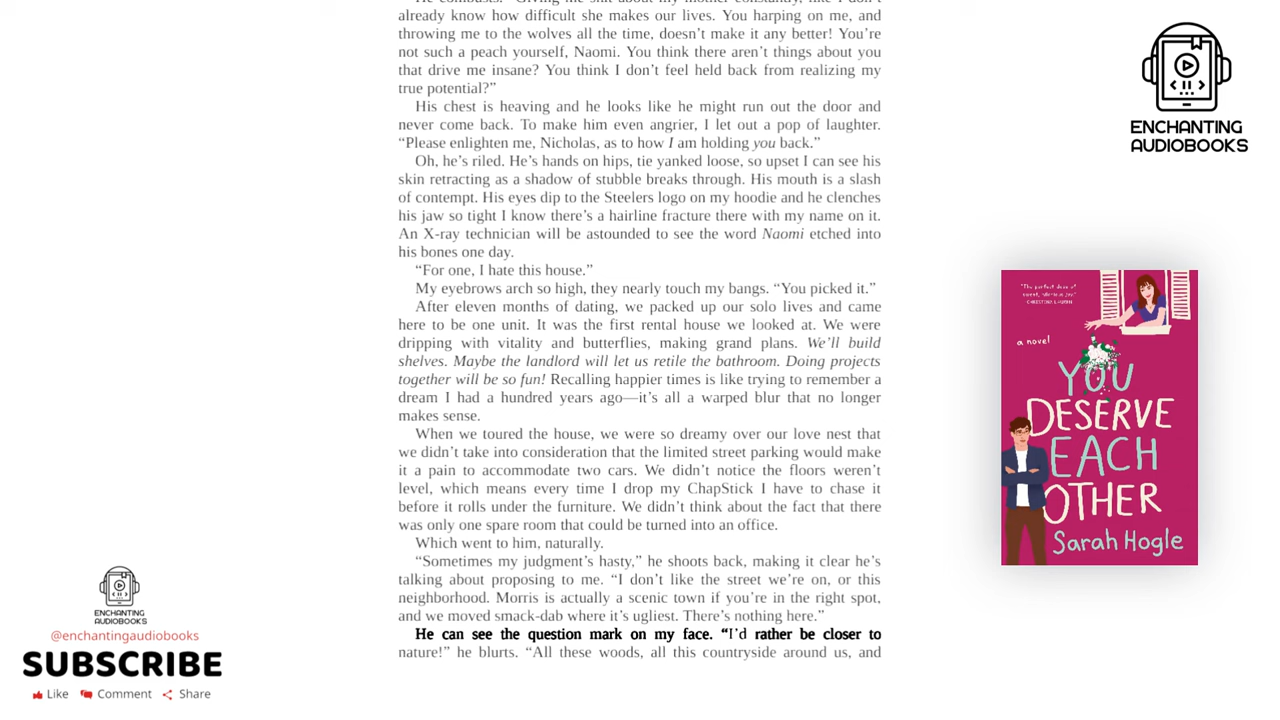 He combusts. “Giving me shit about my mother constantly, like I don’t
already know how difficult she makes our lives. You harping on me, and
throwing me to the wolves all the time, doesn’t make it any better! You’re
not such a peach yourself, Naomi. You think there aren’t things about you
that drive me insane? You think I don’t feel held back from realizing my
true potential?”
His chest is heaving and he looks like he might run out the door and
never come back. To make him even angrier, I let out a pop of laughter.
“Please enlighten me, Nicholas, as to how I am holding you back.”
Oh, he’s riled. He’s hands on hips, tie yanked loose, so upset I can see his
skin retracting as a shadow of stubble breaks through. His mouth is a slash
of contempt. His eyes dip to the Steelers logo on my hoodie and he clenches
his jaw so tight I know there’s a hairline fracture there with my name on it.
An X-ray technician will be astounded to see the word Naomi etched into
his bones one day.
“For one, I hate this house.”
My eyebrows arch so high, they nearly touch my bangs. “You picked it.”
After eleven months of dating, we packed up our solo lives and came
here to be one unit. It was the first rental house we looked at. We were
dripping with vitality and butterflies, making grand plans. We’ll build
shelves. Maybe the landlord will let us retile the bathroom. Doing projects
together will be so fun! Recalling happier times is like trying to remember a
dream I had a hundred years ago—it’s all a warped blur that no longer
makes sense.
When we toured the house, we were so dreamy over our love nest that
we didn’t take into consideration that the limited street parking would make
it a pain to accommodate two cars. We didn’t notice the floors weren’t
level, which means every time I drop my ChapStick I have to chase it
before it rolls under the furniture. We didn’t think about the fact that there
was only one spare room that could be turned into an office.
Which went to him, naturally.
“Sometimes my judgment’s hasty,” he shoots back, making it clear he’s
talking about proposing to me. “I don’t like the street we’re on, or this
neighborhood. Morris is actually a scenic town if you’re in the right spot,
and we moved smack-dab where it’s ugliest. There’s nothing here.”
He can see the question mark on my face. “I’d rather be closer to
nature!” he blurts. “All these woods, all this countryside around us, and
ENCHANTING
AUDIOBOOKS
a novel
YOU
DESERVE
EACH
OTHER
Sarah Hogle
ENCHANTING
AUDIOBOOKS
@enchantingaudiobooks
SUBSCRIBE
Like Comment Share